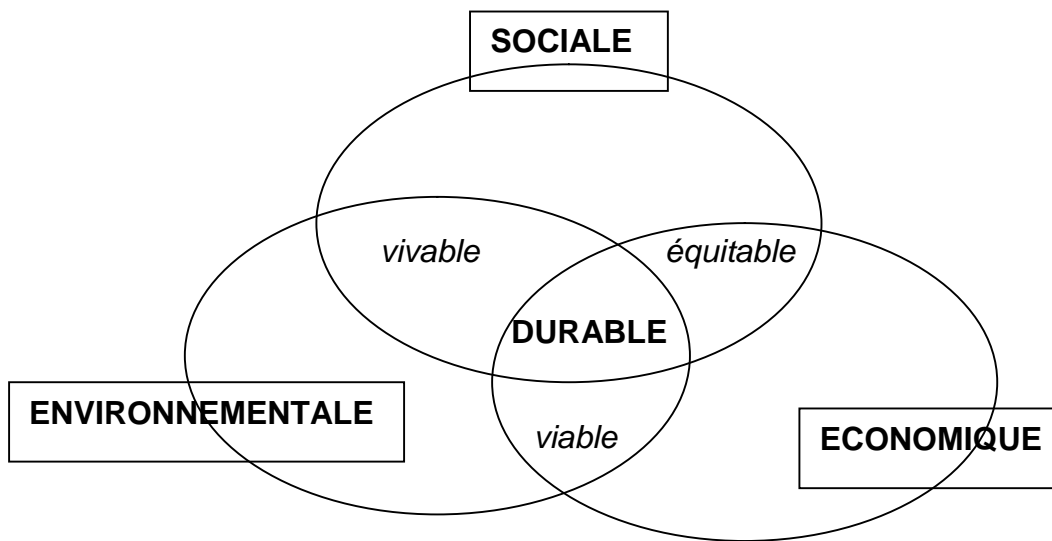 SOCIALE
vivable
équitable
DURABLE
ENVIRONNEMENTALE
viable
ECONOMIQUE